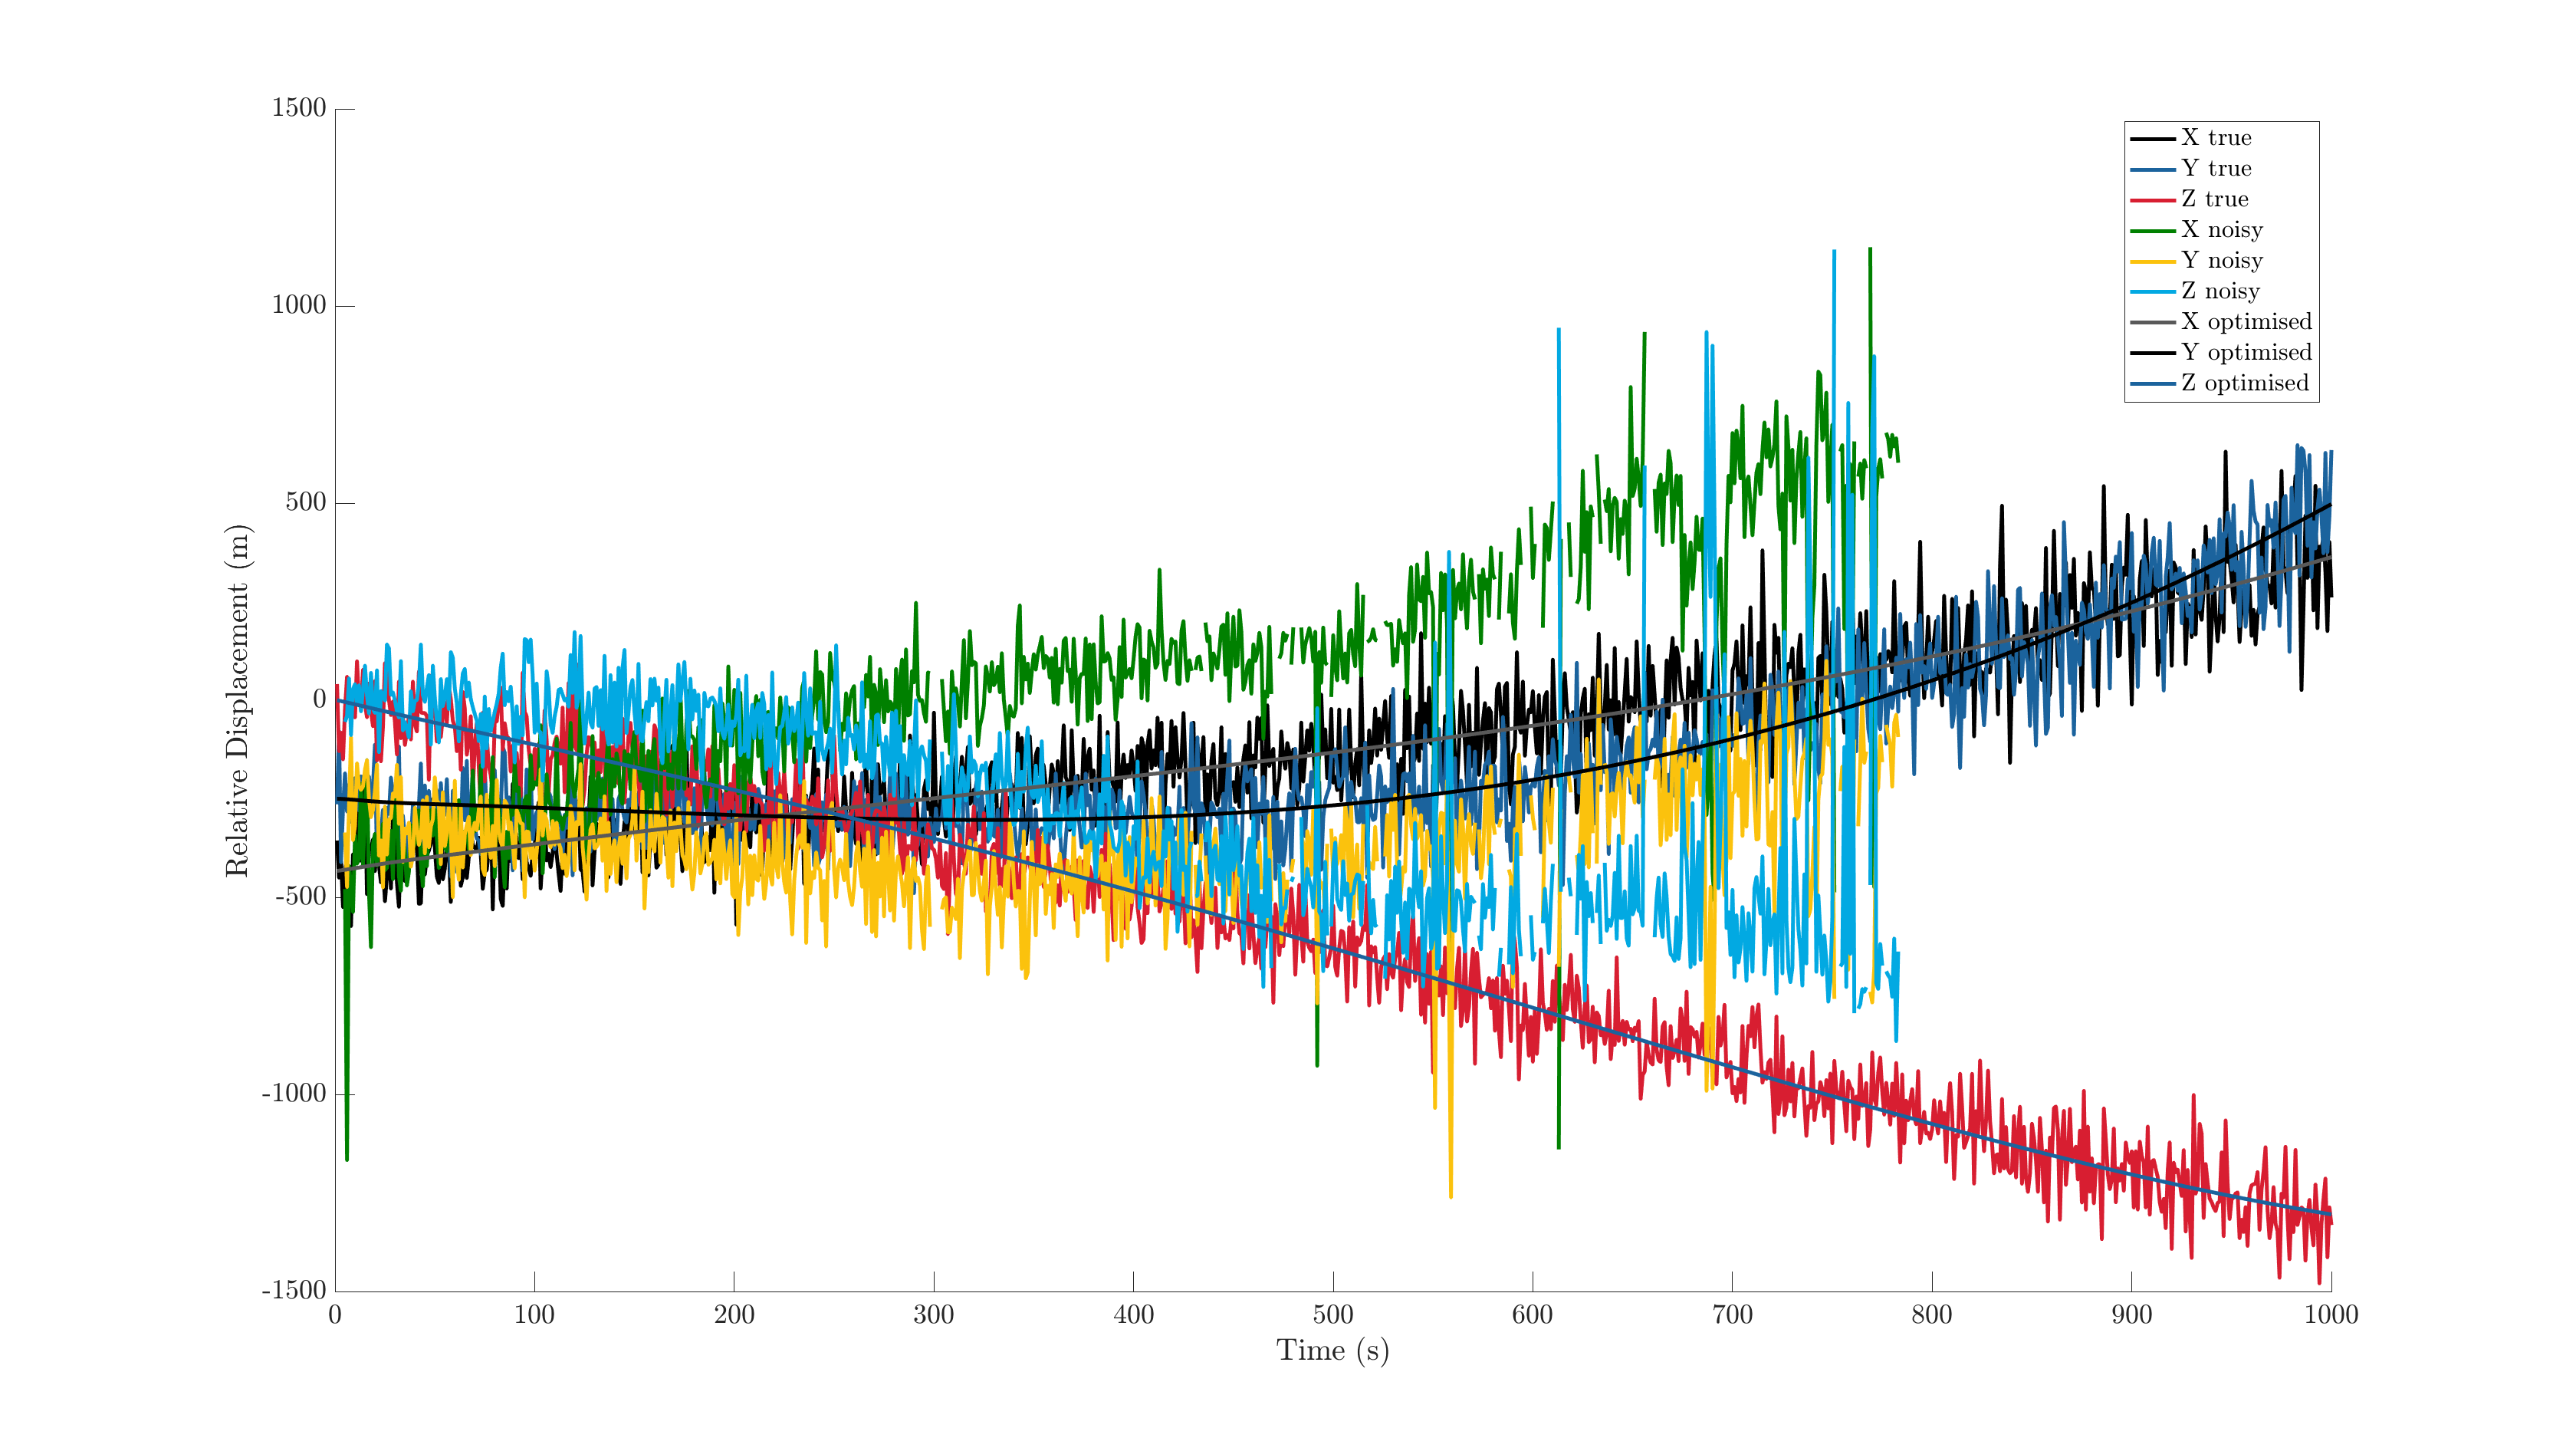 1500
1000
500
0
-500
-1000
-1500
Relative Displacement (m)
0 100 200 300 400 500 600 700 800 900 1000
Time (s)
X true
Y true
Z true
X noisy
Y noisy
Z noisy
X optimised
Y optimised
Z optimised